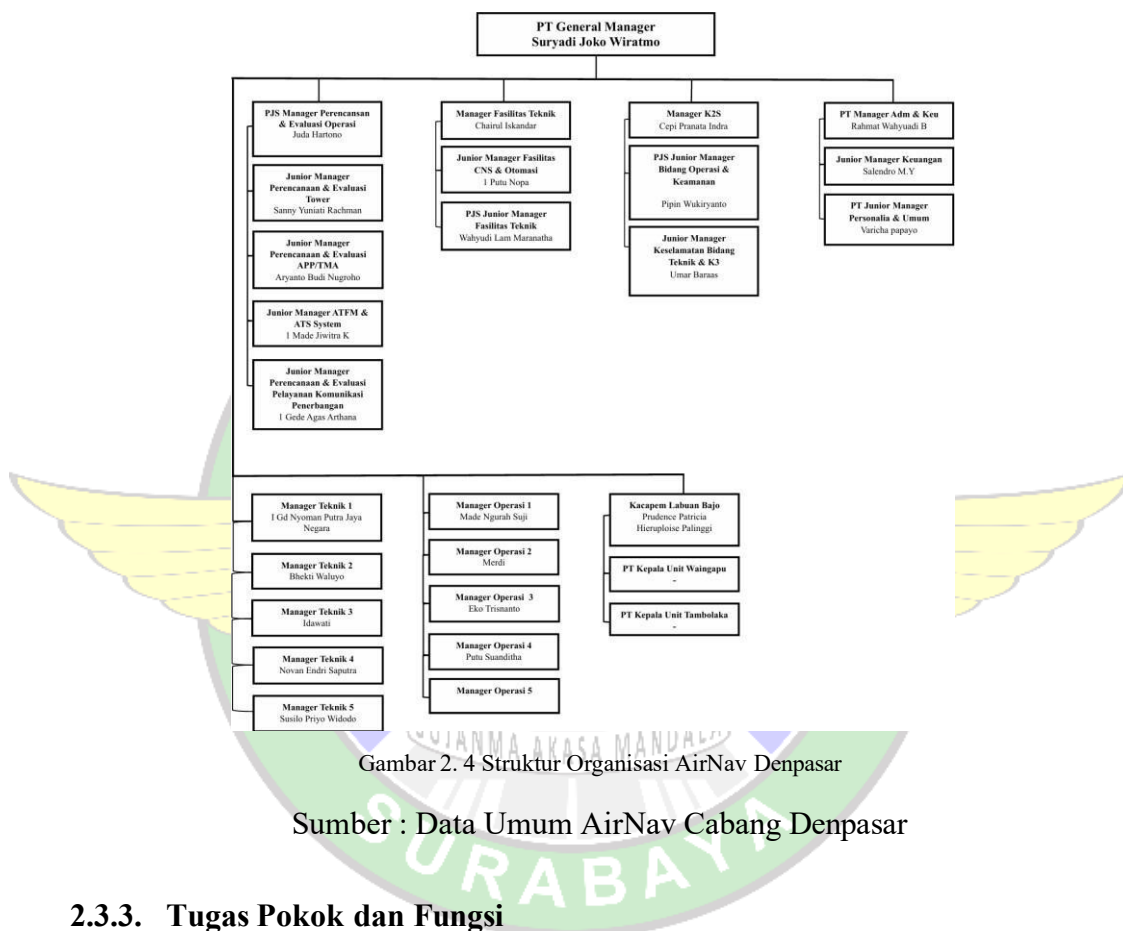 PT General Manager
Suryadi Joko Wiratmo
PJS Manager Perencansan
& Evaluasi Operasi
Juda Hartono
Junior Manager
Perencanaan & Evaluasi
Tower
Sanny Yuniati Rachman
Junior Manager
Perencanaan & Evaluasi
APP/TMA
Aryanto Budi Nugroho
Junior Manager ATFM &
ATS System
1 Made Jiwitra K
Junior Manager
Perencanaan & Evaluasi
Pelayanan Komunikasi
Penerbangan
1 Gede Agas Arthana
Manager Fasilitas Teknik
Chairul Iskandar
Junior Manager Fasilitas
CNS & Otomasi
1 Putu Nopa
PJS Junior Manager
Fasilitas Teknik
Wahyudi Lam Maranatha
Manager K2S
Cepi Pranata Indra
PJS Junior Manager
Bidang Operasi &
Keamanan
Pipin Wukiryanto
Junior Manager
Keselamatan Bidang
Teknik & K3
Umar Baraas
PT Manager Adm & Keu
Rahmat Wahyuadi B
Junior Manager Keuangan
Salendro M.Y
PT Junior Manager
Personalia & Umum
Varicha papayo
Manager Teknik 1
I Gd Nyoman Putra Jaya
Negara
Manager Teknik 2
Bhekti Waluyo
Manager Teknik 3
Idawati
Manager Teknik 4
Novan Endri Saputra
Manager Teknik 5
Susilo Priyo Widodo
Manager Operasi 1
Made Ngurah Suji
Manager Operasi 2
Merdi
Manager Operasi 3
Eko Trisnanto
Manager Operasi 4
Putu Suanditha
Manager Operasi 5
Kacapem Labuan Bajo
Prudence Patricia
Hieruploise Palinggi
PT Kepala Unit Waingapu
-
PT Kepala Unit Tambolaka
-
AKASA MANDALA
Gambar 2. 4 Struktur Organisasi AirNav Denpasar
Sumber : Data Umum AirNav Cabang Denpasar
SURABAYA
2.3.3. Tugas Pokok dan Fungsi